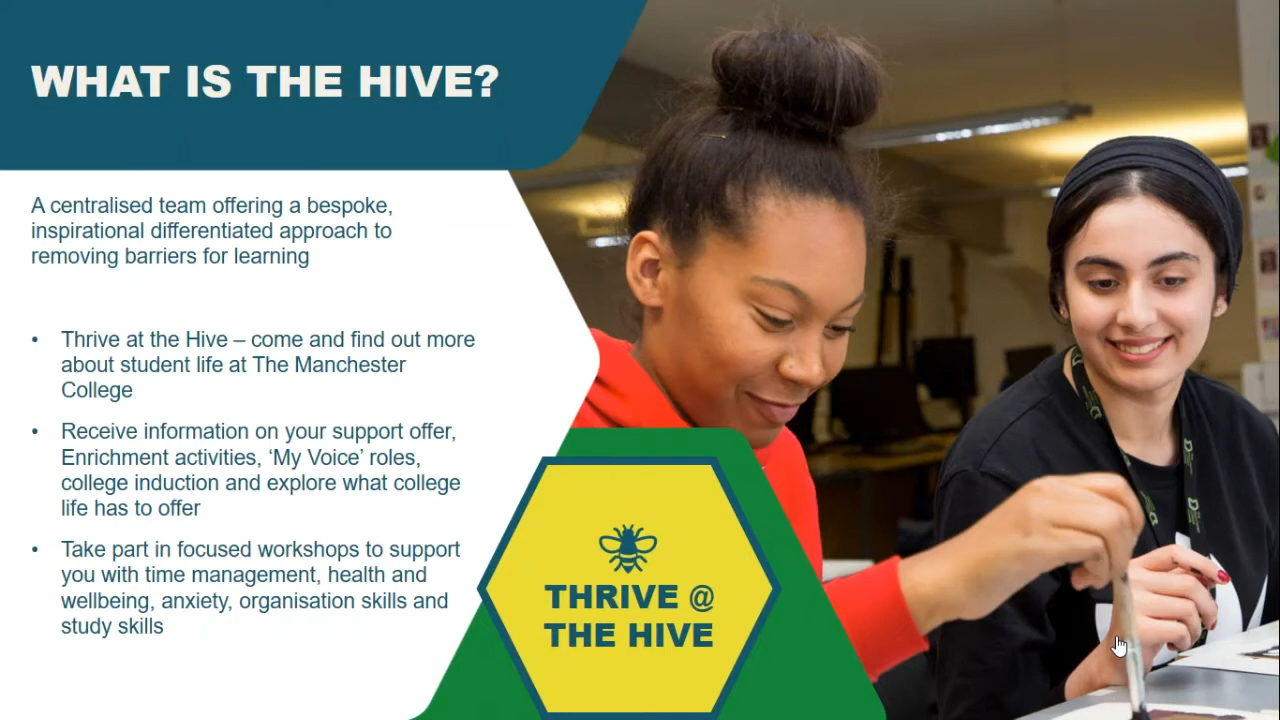 WHAT IS THE HIVE?
A centralised team offering a bespoke,
inspirational differentiated approach to
removing barriers for learning
• Thrive at the Hive – come and find out more
about student life at The Manchester
College
• Receive information on your support offer,
Enrichment activities, ‘My Voice’ roles,
college induction and explore what college
life has to offer
• Take part in focused workshops to support
you with time management, health and
wellbeing, anxiety, organisation skills and
study skills
THRIVE @
THE HIVE